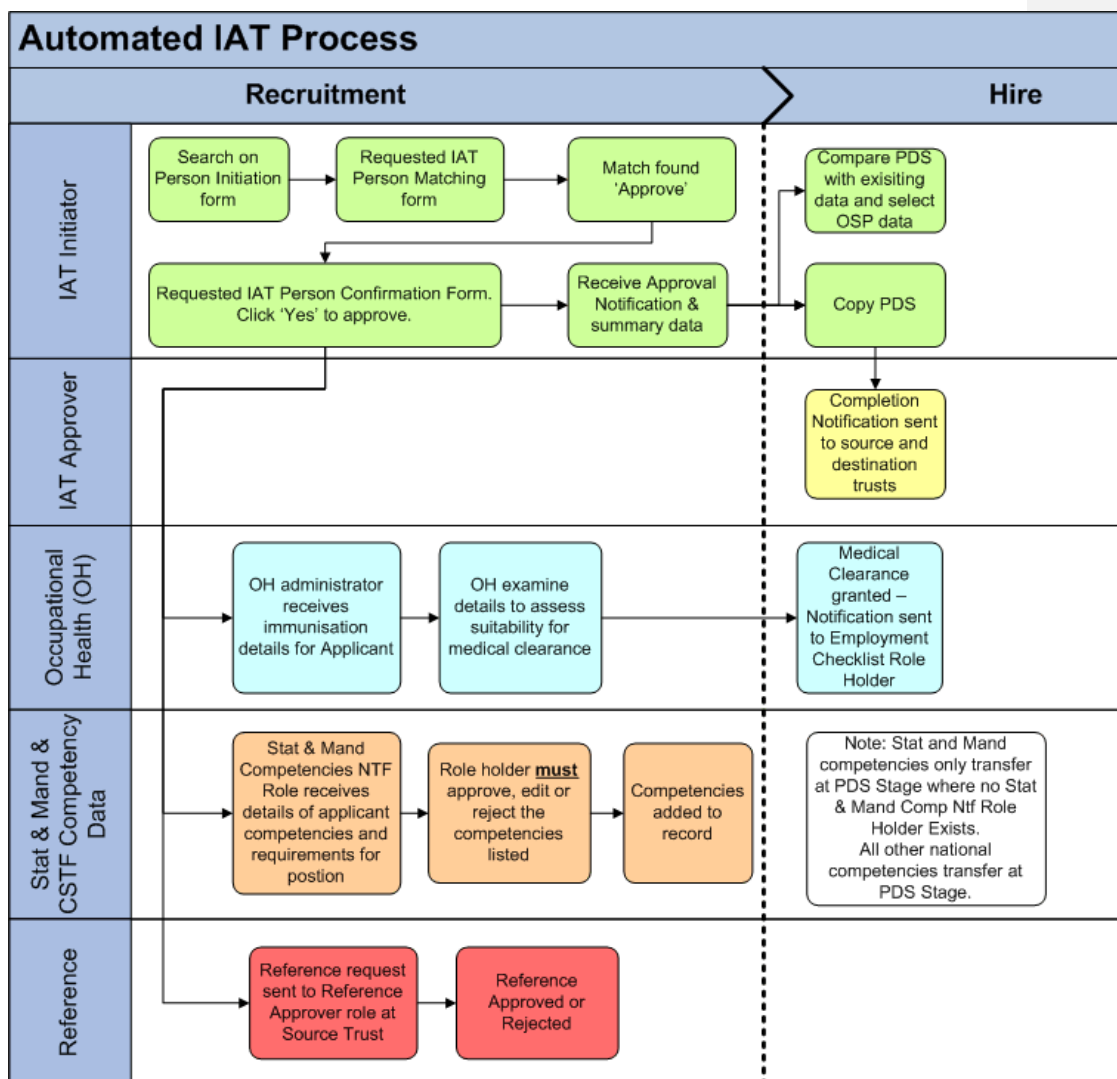 Automated IAT Process
Recruitment
Hire
IAT Initiator
Search on
Person Initiation
form
Requested IAT
Person Matching
form
Match found
‘Approve’
Compare PDS
with exisiting
data and select
OSP data
Requested IAT Person Confirmation Form.
Click ‘Yes’ to approve.
Receive Approval
Notification &
summary data
Copy PDS
IAT Approver
Completion
Notification sent
to source and
destination
trusts
Occupational
Health (OH)
OH administrator
receives
immunisation
details for Applicant
OH examine
details to assess
suitability for
medical clearance
Medical
Clearance
granted –
Notification sent
to Employment
Checklist Role
Holder
Stat & Mand &
CSTF Competency
Data
Stat & Mand
Competencies NTF
Role receives
details of applicant
competencies and
requirements for
postion
Role holder must
approve, edit or
reject the
competencies
listed
Competencies
added to
record
Note: Stat and Mand
competencies only transfer
at PDS Stage where no Stat
& Mand Comp Ntf Role
Holder Exists.
All other national
competencies transfer at
PDS Stage.
Reference
Reference request
sent to Reference
Approver role at
Source Trust
Reference
Approved or
Rejected